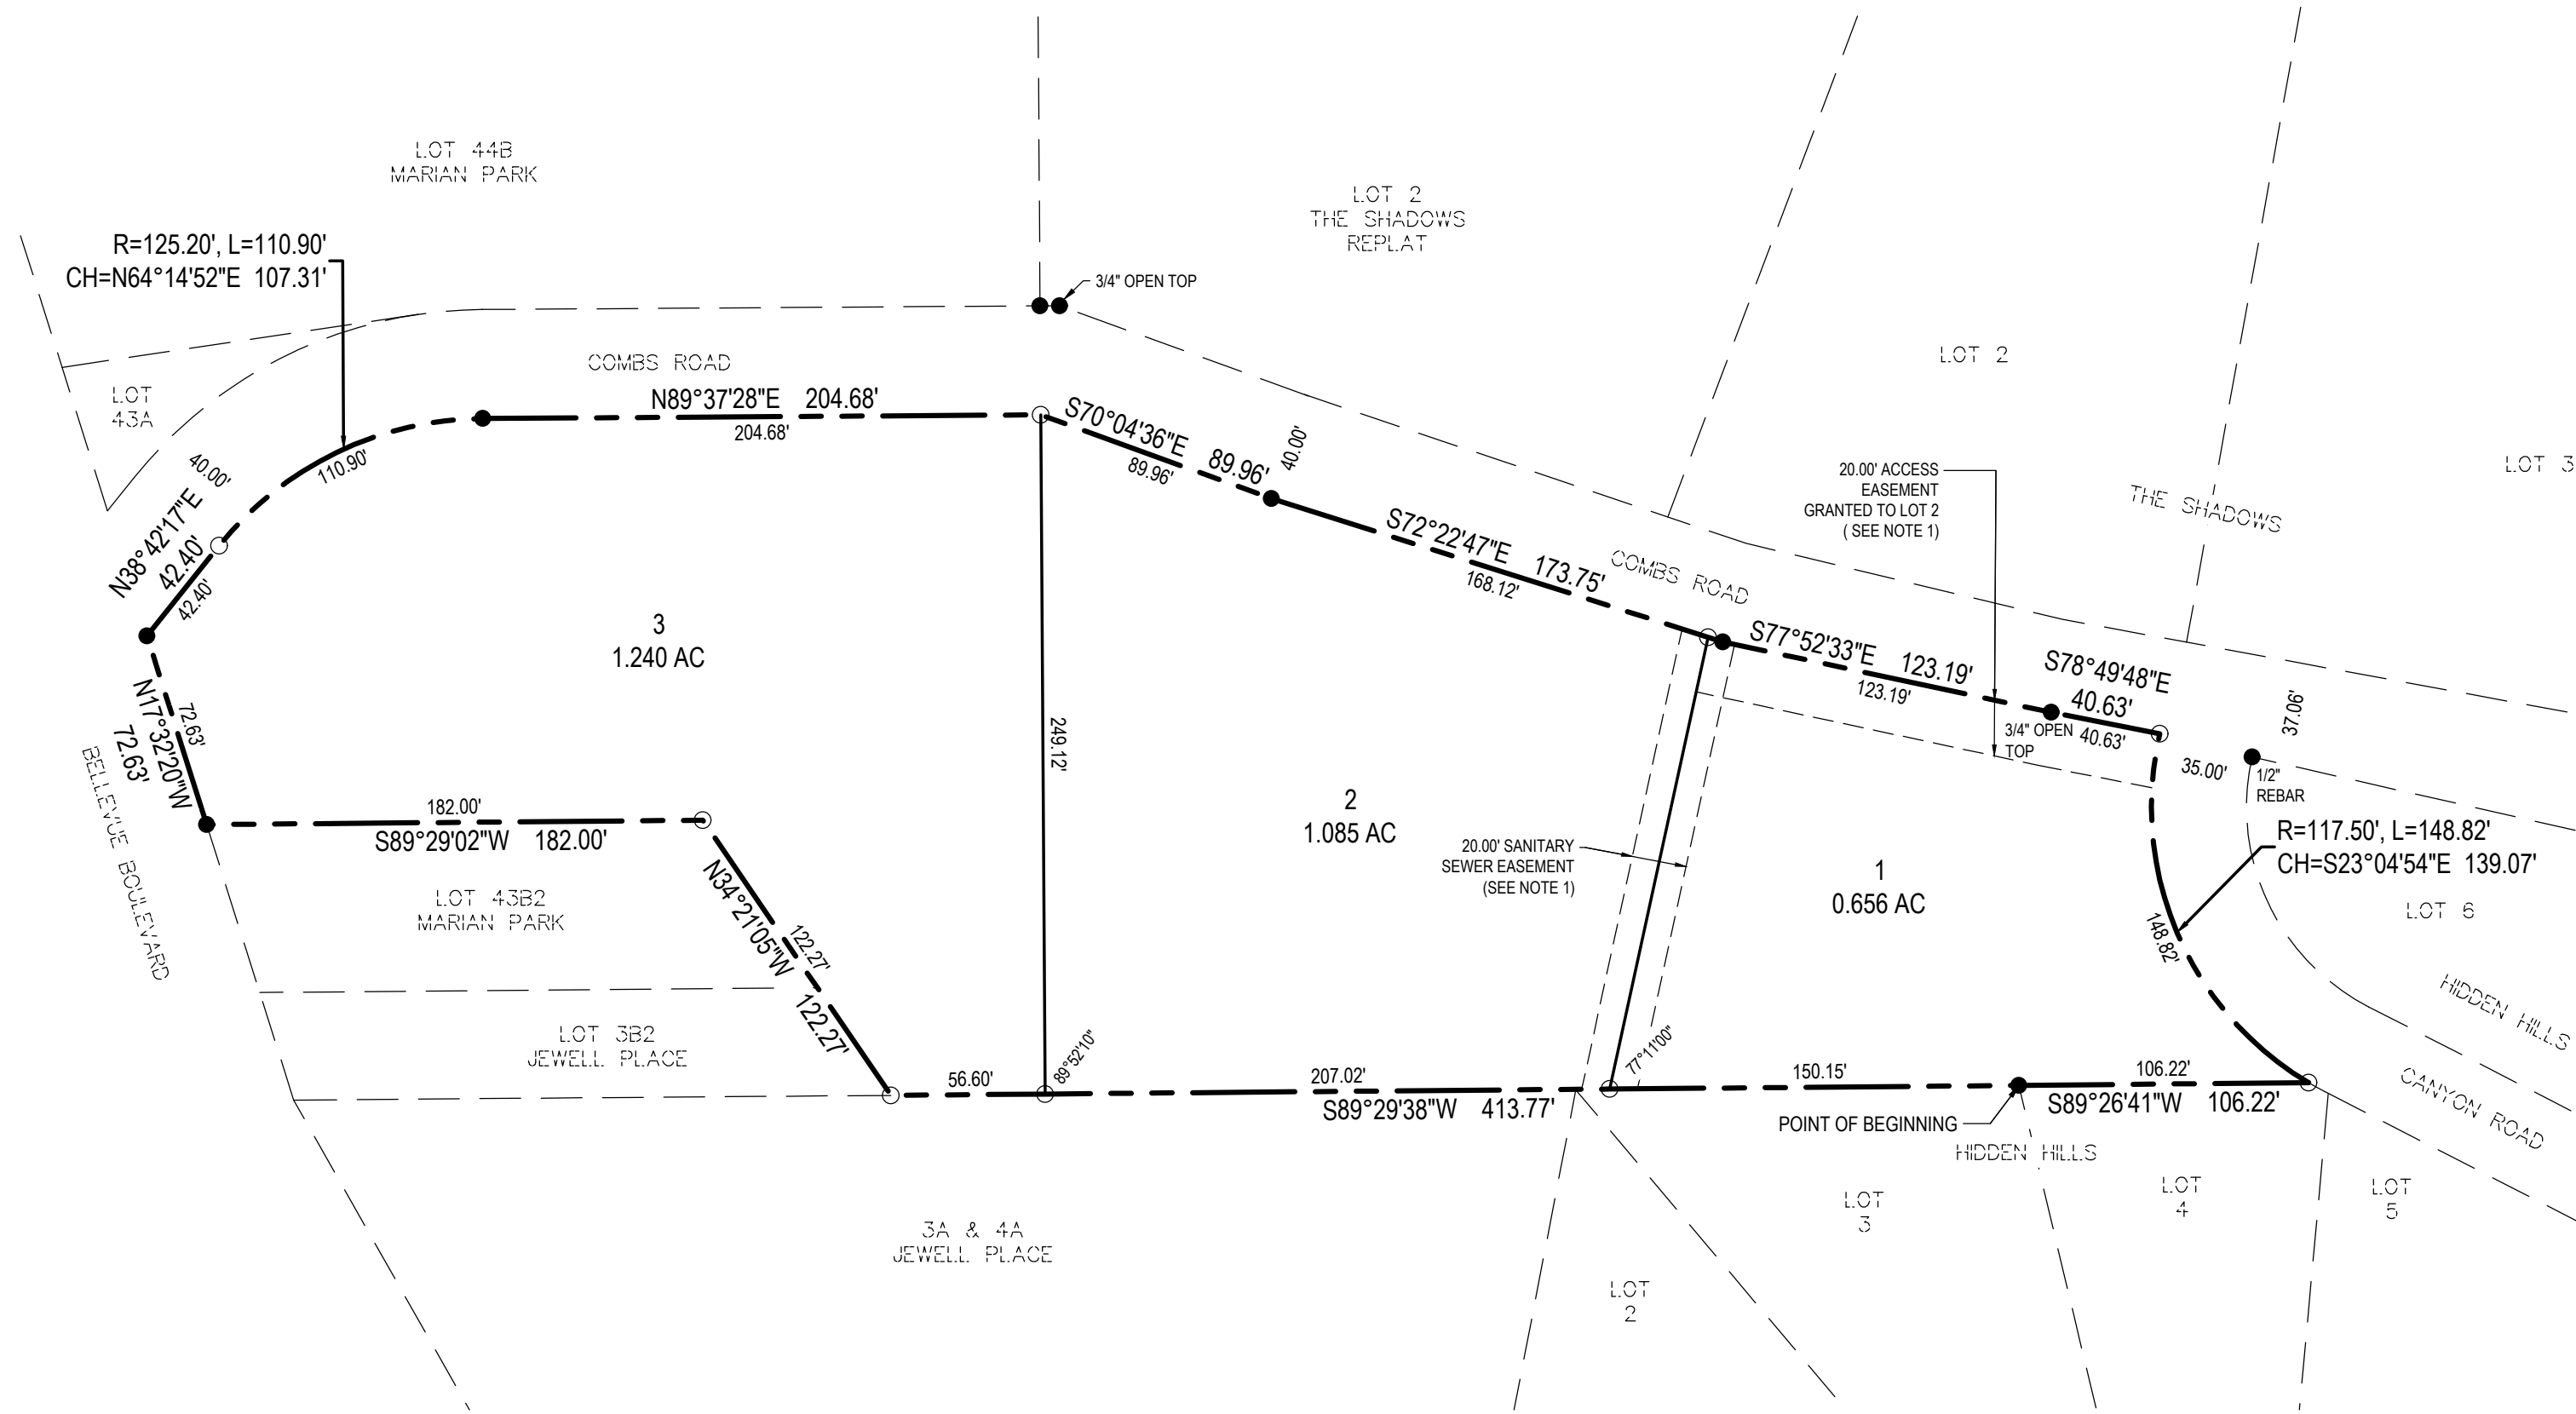 LOT 44B
MARIAN PARK
LOT 2
THE SHADOWS
REPLAT
R=125.20', L=110.90'
CH=N64°14'52"E 107.31'
3/4" OPEN TOP
LOT
43A
COMBS ROAD
N89°37'28"E 204.68'
204.68'
110.90'
40.00'
N38°42'17"E
42.40'
42.40'
S70°04'36"E 89.96'
89.96'
40.00'
LOT 2
LOT 3
THE SHADOWS
20.00' ACCESS
EASEMENT
GRANTED TO LOT 2
( SEE NOTE 1)
S72°22'47"E 173.75'
168.12'
COMBS ROAD
S77°52'33"E 123.19'
123.19'
S78°49'48"E
40.63'
40.63'
3/4" OPEN
TOP
35.00'
37.06'
1/2"
REBAR
R=117.50', L=148.82'
CH=S23°04'54"E 139.07'
148.82'
LOT 6
HIDDEN HILLS
CANYON ROAD
3
1.240 AC
249.12'
2
1.085 AC
20.00' SANITARY
SEWER EASEMENT
(SEE NOTE 1)
1
0.656 AC
72.63'
N17°32'20"W
72.63'
BELLEVUE BOULEVARD
182.00'
S89°29'02"W 182.00'
LOT 43B2
MARIAN PARK
122.27'
N34°21'05"W 122.27'
LOT 3B2
JEWELL PLACE
56.60'
89°52'10"
207.02'
S89°29'38"W 413.77'
77°11'00"
150.15'
106.22'
S89°26'41"W 106.22'
POINT OF BEGINNING
HIDDEN HILLS
LOT
3
LOT
4
LOT
5
3A & 4A
JEWELL PLACE
LOT
2